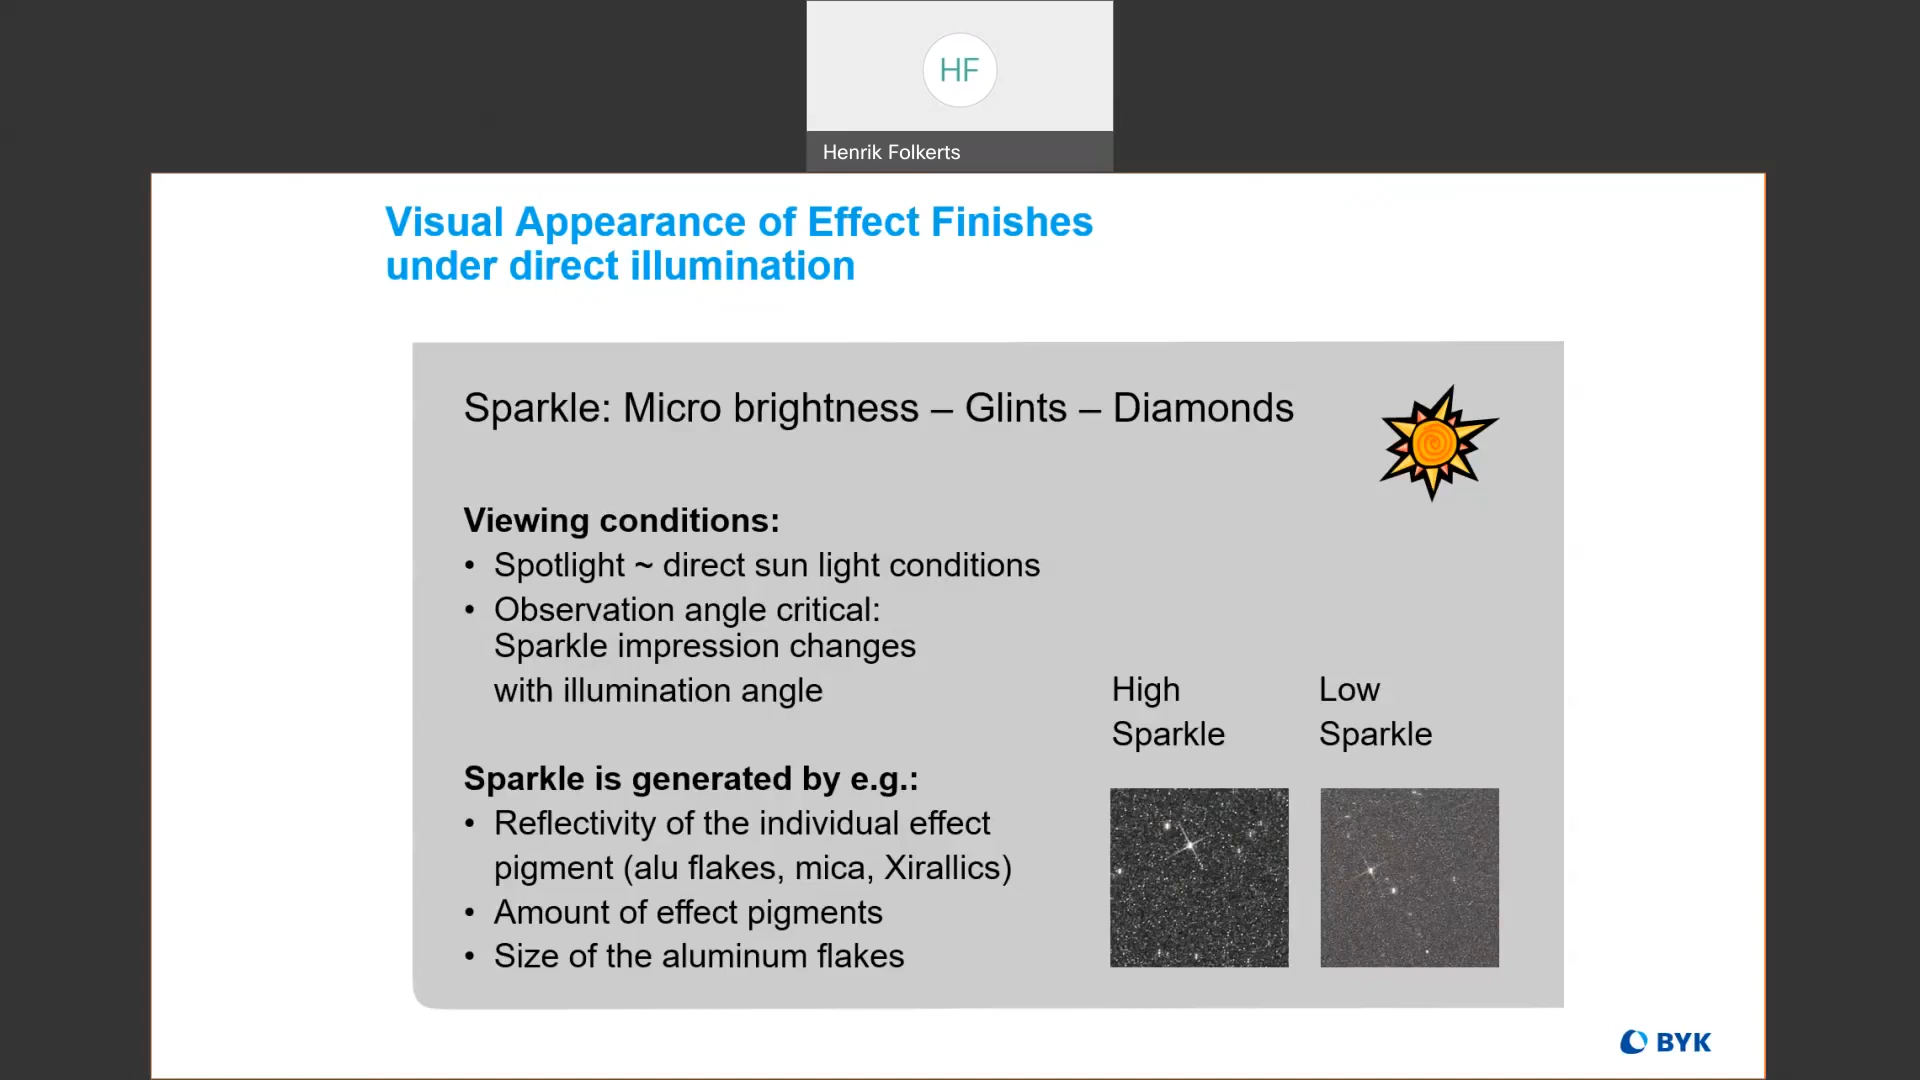 HF
Henrik Folkerts
Visual Appearance of Effect Finishes
under direct illumination
Sparkle: Micro brightness – Glints – Diamonds
Viewing conditions:
• Spotlight ~ direct sun light conditions
• Observation angle critical:
Sparkle impression changes
with illumination angle
Sparkle is generated by e.g.:
• Reflectivity of the individual effect
pigment (alu flakes, mica, Xirallics)
• Amount of effect pigments
• Size of the aluminum flakes
High
Sparkle
Low
Sparkle
BYK